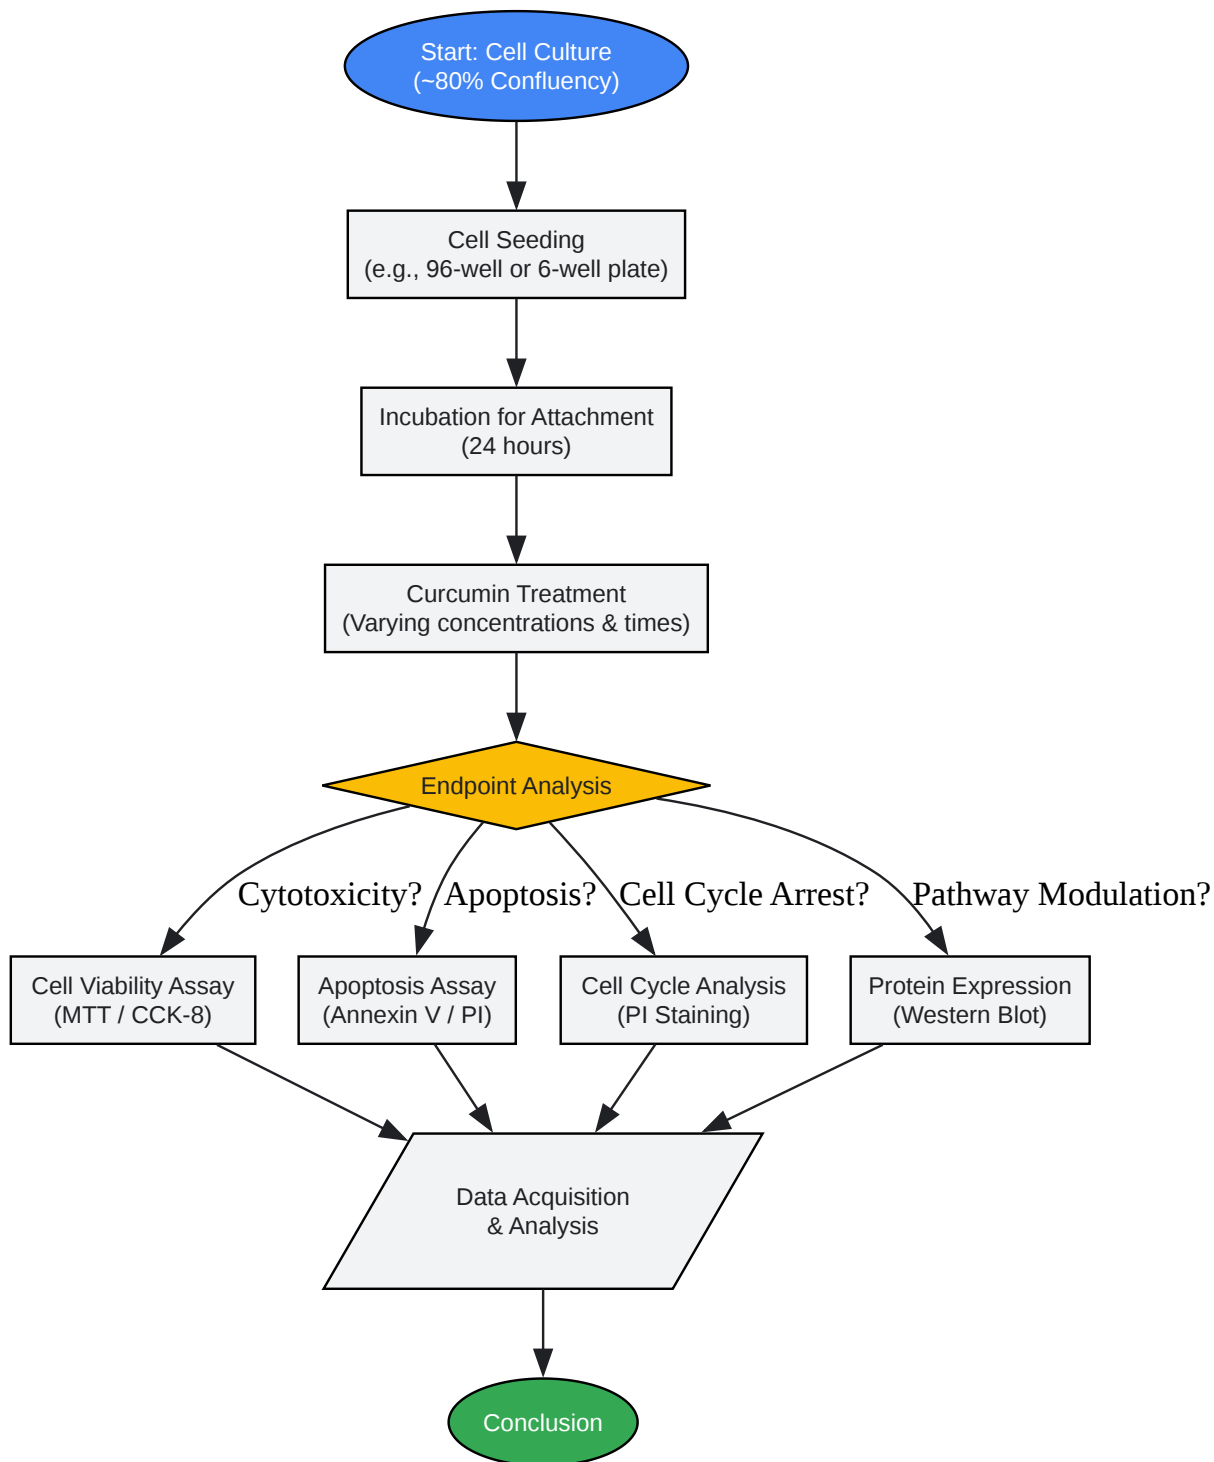 Start: Cell Culture
(~80% Confluency)
Cell Seeding
(e.g., 96-well or 6-well plate)
Incubation for Attachment
(24 hours)
Curcumin Treatment
(Varying concentrations & times)
Endpoint Analysis
Cytotoxicity?
Apoptosis?
Cell Cycle Arrest?
Pathway Modulation?
Cell Viability Assay
(MTT / CCK-8)
Apoptosis Assay
(Annexin V / PI)
Cell Cycle Analysis
(PI Staining)
Protein Expression
(Western Blot)
Data Acquisition
& Analysis
Conclusion